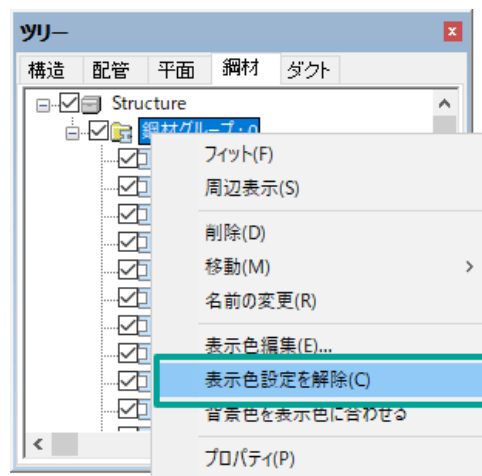 ツリー
構造 配管 平面 鋼材 ダクト
Structure
鋼材グループ:0
フィット(F)
周辺表示(S)
削除(D)
移動(M)
名前の変更(R)
表示色編集(E)...
表示色設定を解除(C)
背景色を表示色に合わせる
プロパティ(P)